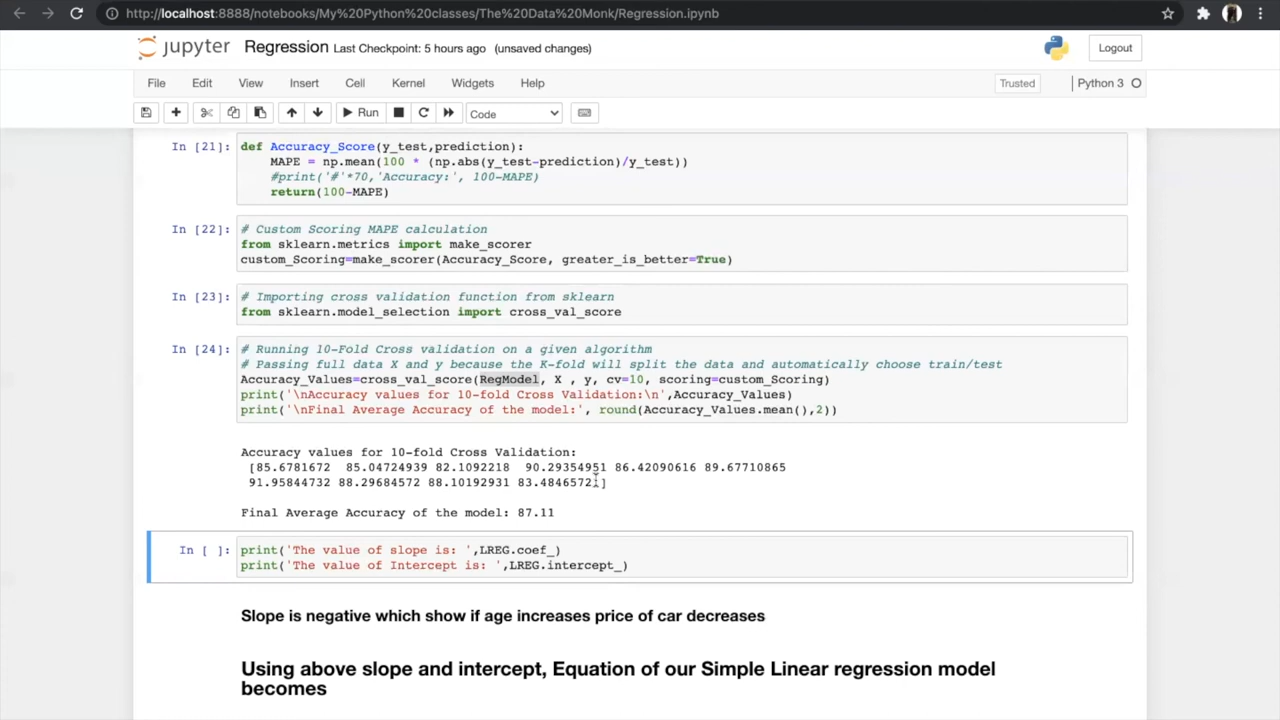 http://localhost:8888/notebooks/My%20Python%20classes/The%20Data%20Monk/Regression.ipynb
jupyter Regression Last Checkpoint: 5 hours ago (unsaved changes)
Logout
File Edit View Insert Cell Kernel Widgets Help
Trusted
Python 3
Run
Code
In [21]:
def Accuracy_Score(y_test,prediction):
MAPE = np.mean(100 * (np.abs(y_test-prediction)/y_test))
#print('#'*70,'Accuracy:', 100-MAPE)
return(100-MAPE)
In [22]:
# Custom Scoring MAPE calculation
from sklearn.metrics import make_scorer
custom_Scoring=make_scorer(Accuracy_Score, greater_is_better=True)
In [23]:
# Importing cross validation function from sklearn
from sklearn.model_selection import cross_val_score
In [24]:
# Running 10-Fold Cross validation on a given algorithm
# Passing full data X and y because the K-fold will split the data and automatically choose train/test
Accuracy_Values=cross_val_score(RegModel, X , y, cv=10, scoring=custom_Scoring)
print('\nAccuracy values for 10-fold Cross Validation:\n',Accuracy_Values)
print('\nFinal Average Accuracy of the model:', round(Accuracy_Values.mean(),2))
Accuracy values for 10-fold Cross Validation:
[85.6781672 85.04724939 82.1092218 90.29354951 86.42090616 89.67710865
91.95844732 88.29684572 88.10192931 83.4846572 ]
Final Average Accuracy of the model: 87.11
In [ ]:
print('The value of slope is: ',LREG.coef_)
print('The value of Intercept is: ',LREG.intercept_)
Slope is negative which show if age increases price of car decreases
Using above slope and intercept, Equation of our Simple Linear regression model
becomes